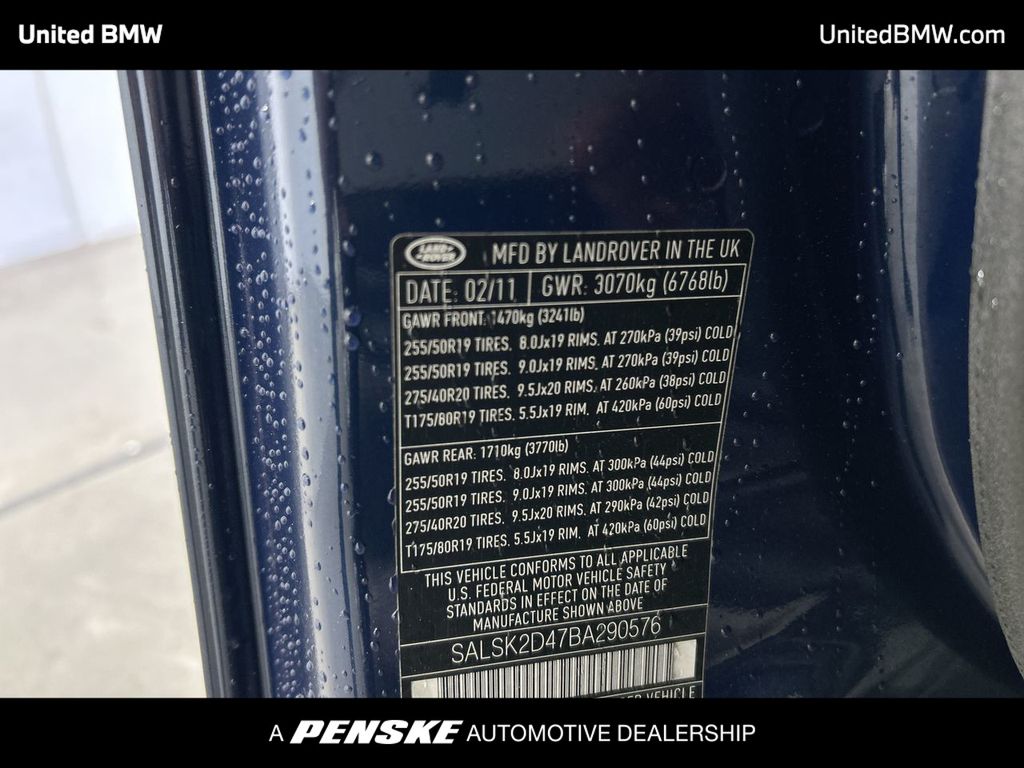 United BMW
UnitedBMW.com
LAND ROVER
MFD BY LANDROVER IN THE UK
DATE: 02/11 GWR: 3070kg (6768lb)
GAWR FRONT: 1470kg (3241lb)
255/50R19 TIRES. 8.0Jx19 RIMS. AT 270kPa (39psi) COLD
255/50R19 TIRES. 9.0Jx19 RIMS. AT 270kPa (39psi) COLD
275/40R20 TIRES. 9.5Jx20 RIMS. AT 260kPa (38psi) COLD
T175/80R19 TIRES. 5.5Jx19 RIM. AT 420kPa (60psi) COLD
GAWR REAR: 1710kg (3770lb)
255/50R19 TIRES. 8.0Jx19 RIMS. AT 300kPa (44psi) COLD
255/50R19 TIRES. 9.0Jx19 RIMS. AT 300kPa (44psi) COLD
275/40R20 TIRES. 9.5Jx20 RIMS. AT 290kPa (42psi) COLD
T175/80R19 TIRES. 5.5Jx19 RIM. AT 420kPa (60psi) COLD
THIS VEHICLE CONFORMS TO ALL APPLICABLE
U.S. FEDERAL MOTOR VEHICLE SAFETY
STANDARDS IN EFFECT ON THE DATE OF
MANUFACTURE SHOWN ABOVE
SALSK2D47BA290576
VEHICLE
A PENSKE AUTOMOTIVE DEALERSHIP